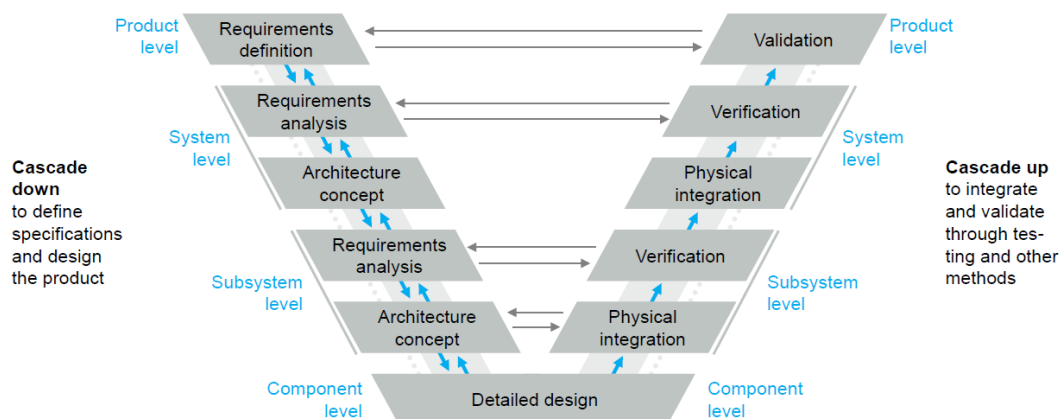 Product
level
Requirements
definition
Validation
Product
level
Requirements
analysis
Verification
System
level
System
level
Cascade
down
to define
specifications
and design
the product
Architecture
concept
Physical
integration
Cascade up
to integrate
and validate
through tes-
ting and other
methods
Requirements
analysis
Verification
Subsystem
level
Subsystem
level
Architecture
concept
Physical
integration
Component
level
Detailed design
Component
level